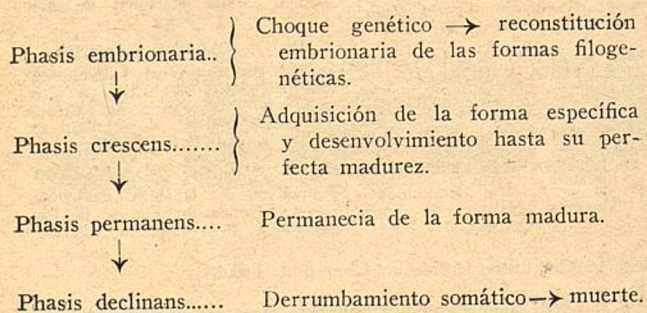 Phasis embrionaria.. Choque genético → reconstitución
embrionaria de las formas filoge-
néticas.
Phasis crescens....... Adquisición de la forma específica
y desenvolvimiento hasta su per-
fecta madurez.
Phasis permanens.... Permanecia de la forma madura.
Phasis declinans...... Derrumbamiento somático → muerte.